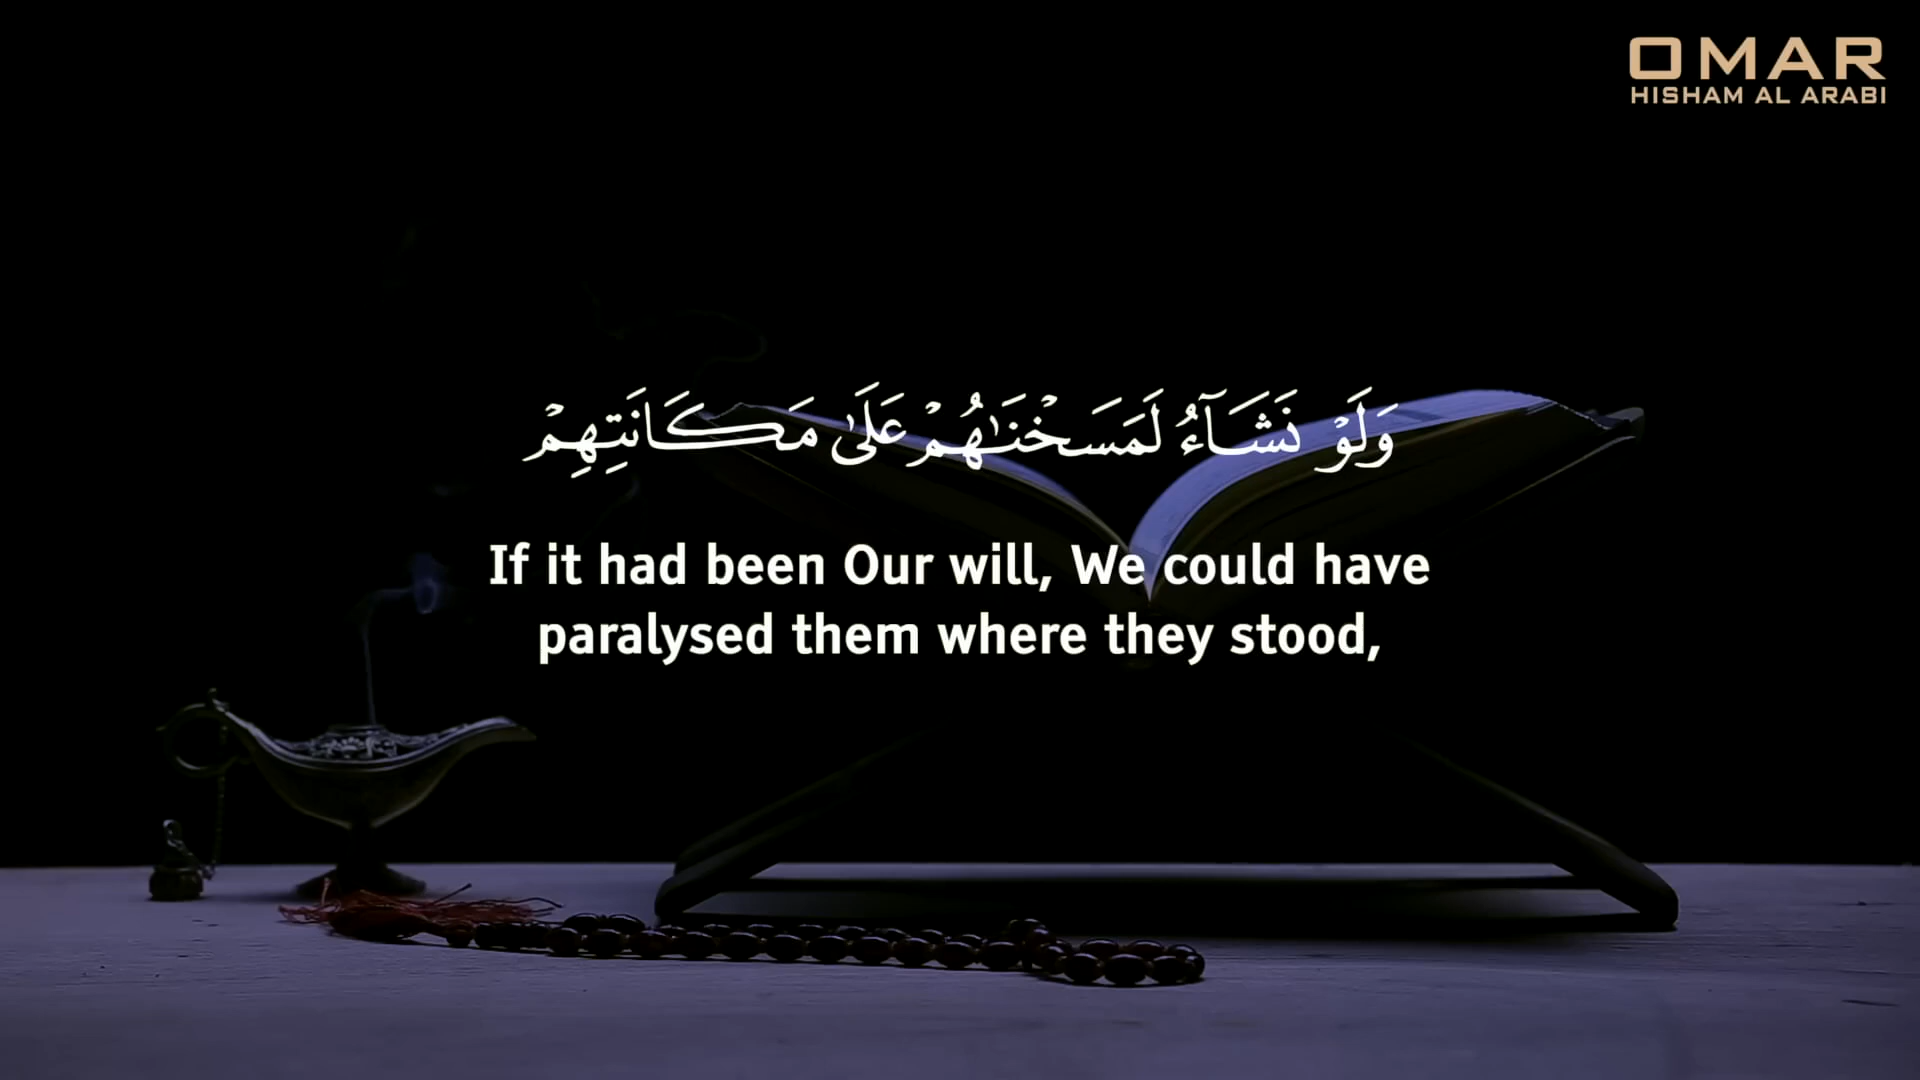 OMAR
HISHAM AL ARABI
وَلَوْ نَشَآءُ لَمَسَخْنَٰهُمْ عَلَىٰ مَكَانَتِهِمْ
If it had been Our will, We could have
paralysed them where they stood,